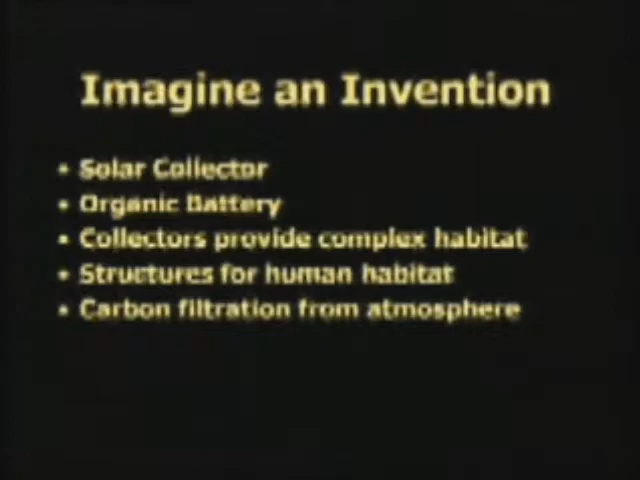 Imagine an Invention
• Solar Collector
• Organic Battery
• Collectors provide complex habitat
• Structures for human habitat
• Carbon filtration from atmosphere